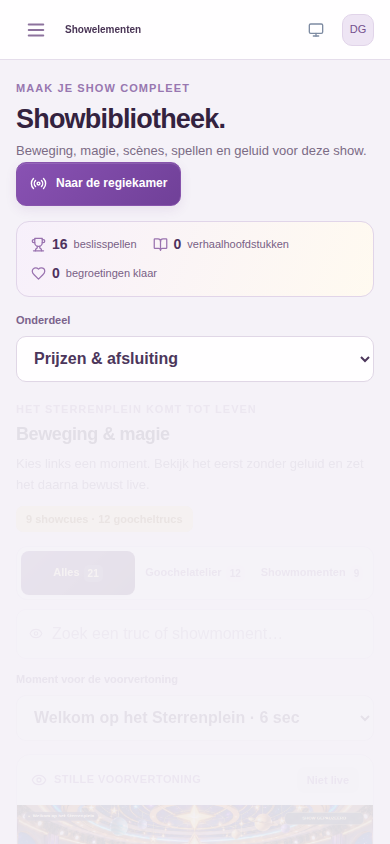 Showelementen
DG
MAAK JE SHOW COMPLEET
Showbibliotheek.
Beweging, magie, scènes, spellen en geluid voor deze show.
Naar de regiekamer
16 beslisspellen 0 verhaalhoofdstukken
0 begroetingen klaar
Onderdeel
Prijzen & afsluiting
HET STERRENPLEIN KOMT TOT LEVEN
Beweging & magie
Kies links een moment. Bekijk het eerst zonder geluid en zet
het daarna bewust live.
9 showcues · 12 goocheltrucs
Alles 21 Goochelatelier 12 Showmomenten 9
Zoek een truc of showmoment...
Moment voor de voorvertoning
Welkom op het Sterrenplein · 6 sec
STILLE VOORVERTONING Niet live